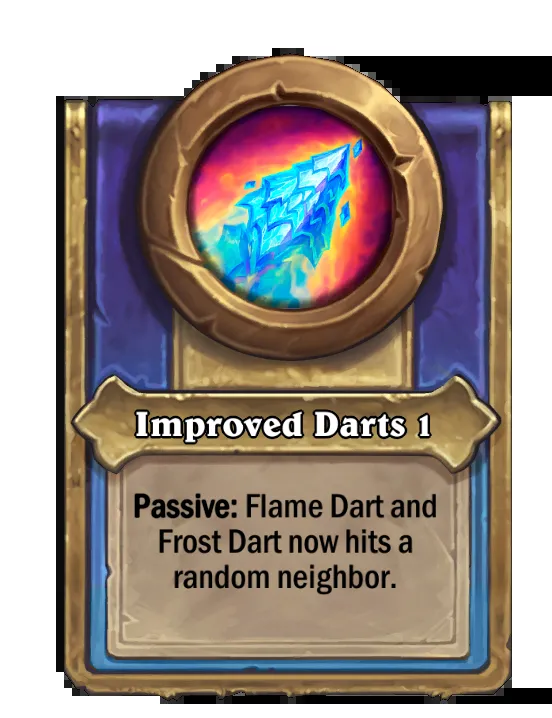 Improved Darts 1
Passive: Flame Dart and
Frost Dart now hits a
random neighbor.